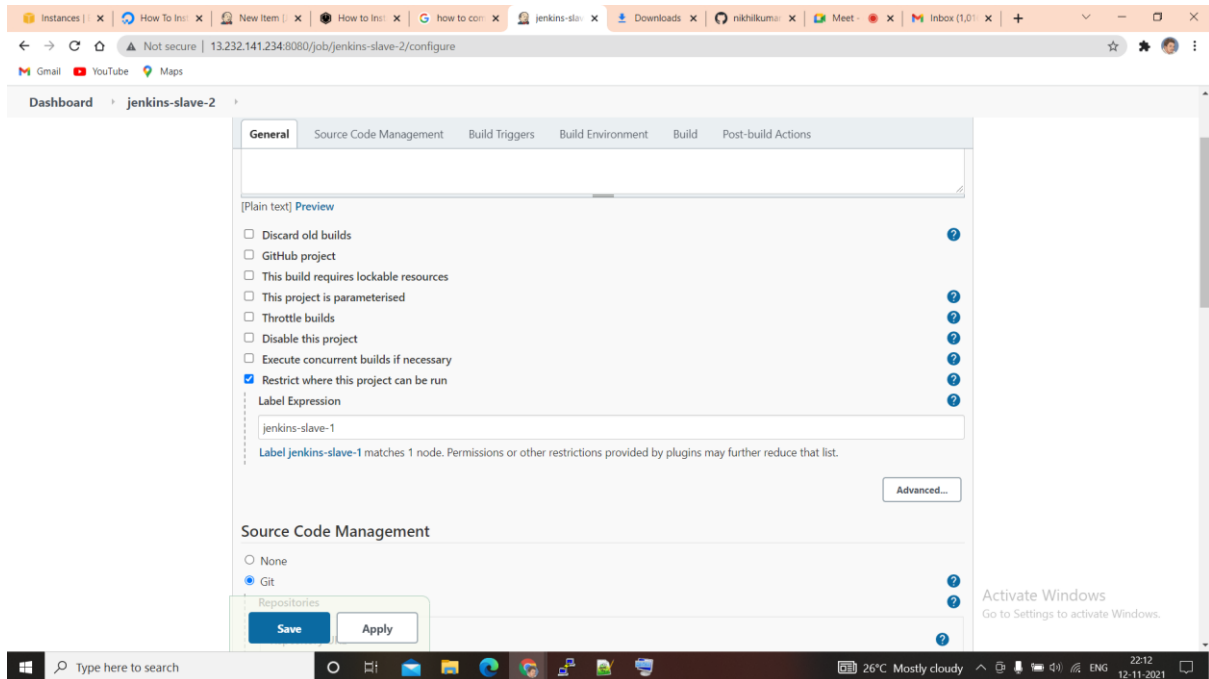 Instances | How To Inst New Item [ How to Inst how to con jenkins-slav Downloads nikhilkumar Meet - Inbox (1,01
Not secure | 13.232.141.234:8080/job/jenkins-slave-2/configure
Gmail YouTube Maps
Dashboard jenkins-slave-2
General Source Code Management Build Triggers Build Environment Build Post-build Actions
[Plain text] Preview
Discard old builds
GitHub project
This build requires lockable resources
This project is parameterised
Throttle builds
Disable this project
Execute concurrent builds if necessary
Restrict where this project can be run
Label Expression
jenkins-slave-1
Label jenkins-slave-1 matches 1 node. Permissions or other restrictions provided by plugins may further reduce that list.
Advanced...
Source Code Management
None
Git
Repositories
Save Apply
Activate Windows
Go to Settings to activate Windows.
Type here to search 26°C Mostly cloudy ENG 22:12
12-11-2021